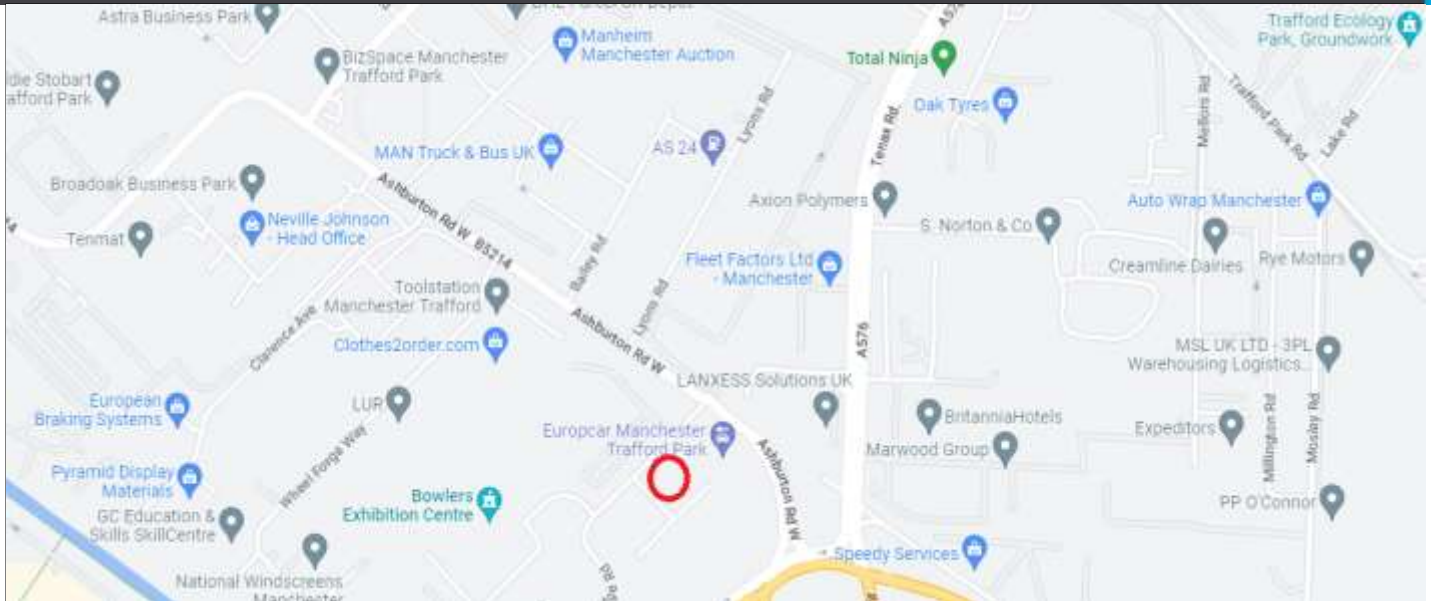 Astra Business Park
Manheim
Manchester Auction
Trafford Ecology
Park, Groundwork
BizSpace Manchester
Trafford Park
Total Ninja
A576
die Stobart
afford Park
Oak Tyres
Lyons Rd
Mellors Rd
Trafford Park Rd
Lake Rd
MAN Truck & Bus UK
AS 24
Tenax Rd
Broadoak Business Park
Ashburton Rd W B5214
Axion Polymers
Auto Wrap Manchester
Neville Johnson
- Head Office
Tenmat
S. Norton & Co
Bailey Rd
Fleet Factors Ltd
- Manchester
Creamline Dairies
Rye Motors
Toolstation
Manchester Trafford
Lyons Rd
Clarence Ave
Ashburton Rd W
A576
Clothes2order.com
MSL UK LTD - 3PL
Warehousing Logistics...
LANXESS Solutions UK
European
Braking Systems
LUR
BritanniaHotels
Expeditors
Millington Rd
Mosley Rd
Europcar Manchester
Trafford Park
Marwood Group
Ashburton Rd W
Wheel Forge Way
Pyramid Display
Materials
Bowlers
Exhibition Centre
GC Education &
Skills SkillCentre
PP O'Connor
Speedy Services
National Windscreens
Manchester